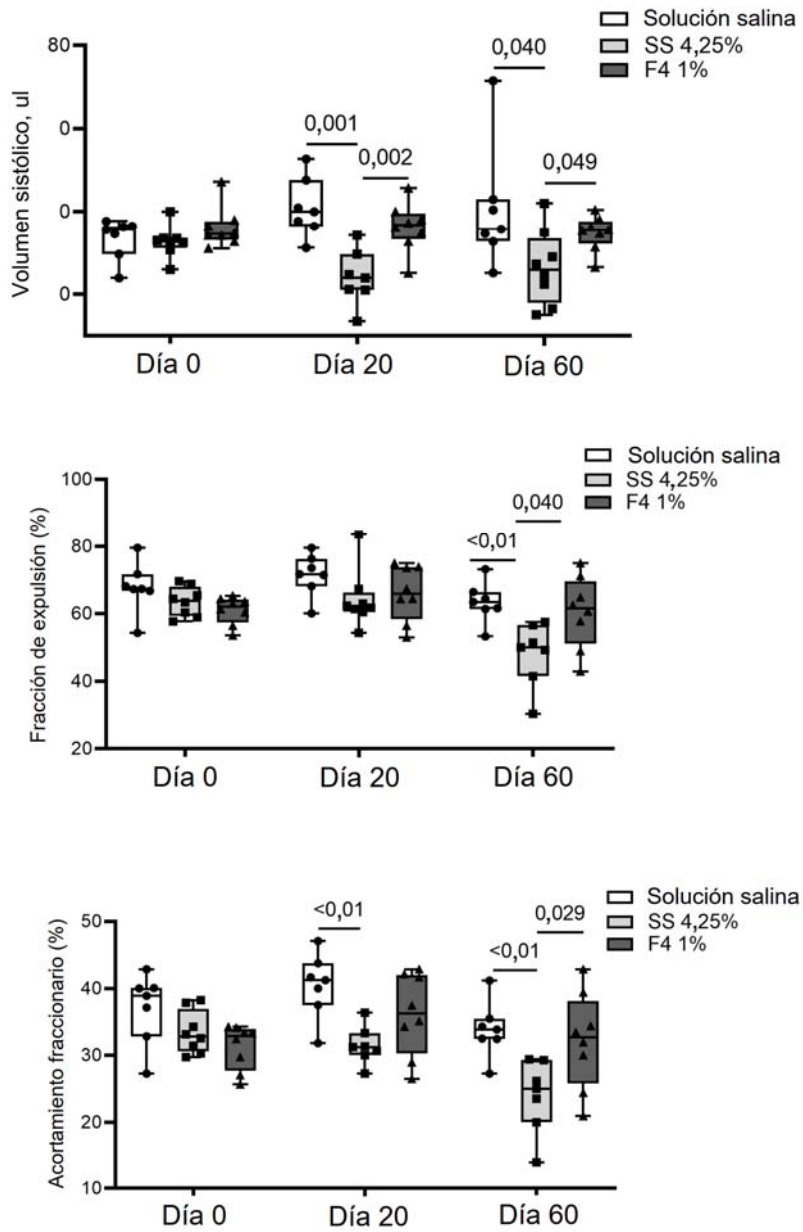 Solución salina
SS 4,25%
F4 1%
80
0
0
0
Volumen sistólico, ul
0,001
0,002
0,040
0,049
Día 0
Día 20
Día 60
Solución salina
SS 4,25%
F4 1%
100
80
60
40
20
Fracción de expulsión (%)
<0,01
0,040
Día 0
Día 20
Día 60
Solución salina
SS 4,25%
F4 1%
50
40
30
20
10
Acortamiento fraccionario (%)
<0,01
<0,01
0,029
Día 0
Día 20
Día 60